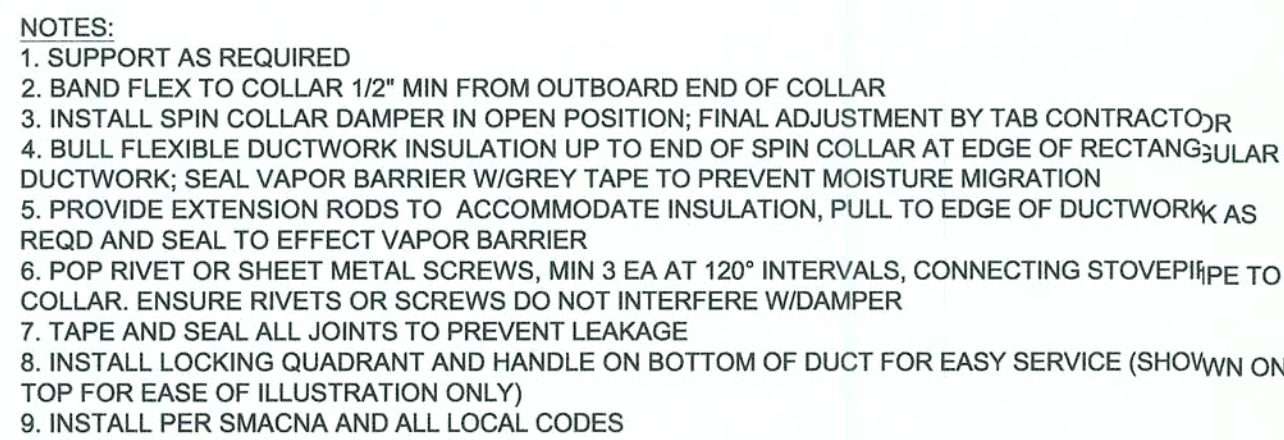 NOTES:
1. SUPPORT AS REQUIRED
2. BAND FLEX TO COLLAR 1/2" MIN FROM OUTBOARD END OF COLLAR
3. INSTALL SPIN COLLAR DAMPER IN OPEN POSITION; FINAL ADJUSTMENT BY TAB CONTRACTOR
4. BULL FLEXIBLE DUCTWORK INSULATION UP TO END OF SPIN COLLAR AT EDGE OF RECTANGULAR
DUCTWORK; SEAL VAPOR BARRIER W/GREY TAPE TO PREVENT MOISTURE MIGRATION
5. PROVIDE EXTENSION RODS TO ACCOMMODATE INSULATION, PULL TO EDGE OF DUCTWORK AS
REQD AND SEAL TO EFFECT VAPOR BARRIER
6. POP RIVET OR SHEET METAL SCREWS, MIN 3 EA AT 120° INTERVALS, CONNECTING STOVEPIPE TO
COLLAR. ENSURE RIVETS OR SCREWS DO NOT INTERFERE W/DAMPER
7. TAPE AND SEAL ALL JOINTS TO PREVENT LEAKAGE
8. INSTALL LOCKING QUADRANT AND HANDLE ON BOTTOM OF DUCT FOR EASY SERVICE (SHOWN ON
TOP FOR EASE OF ILLUSTRATION ONLY)
9. INSTALL PER SMACNA AND ALL LOCAL CODES